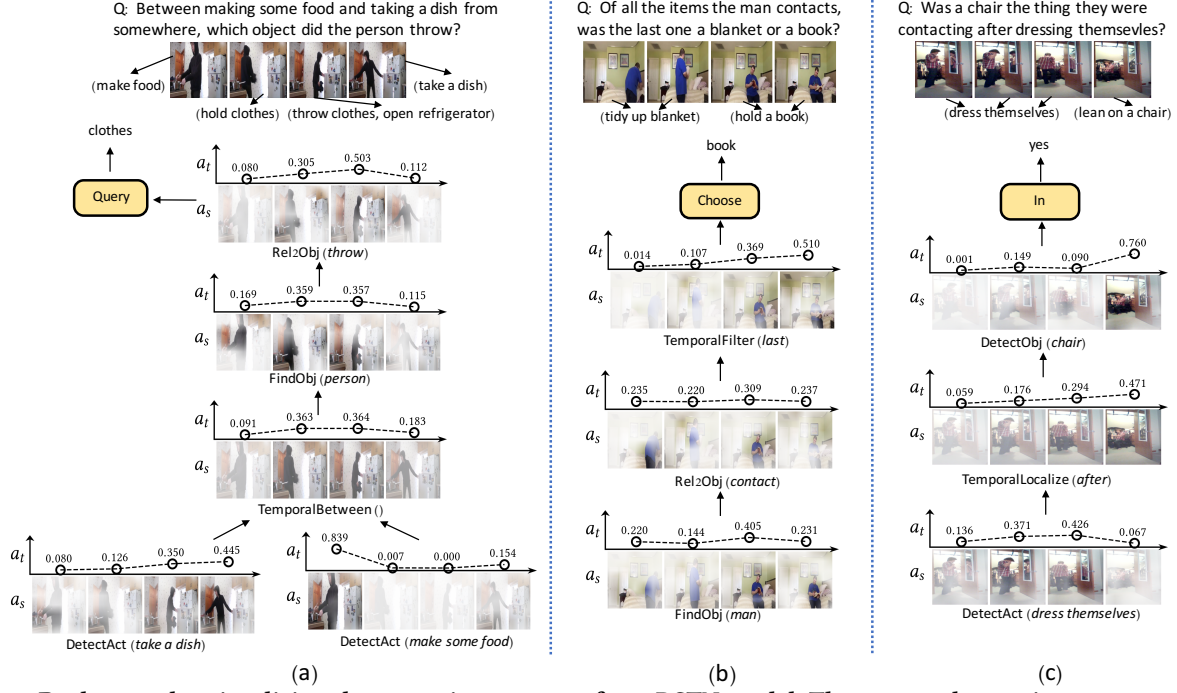 Q: Between making some food and taking a dish from
somewhere, which object did the person throw?
(make food)
(take a dish)
(hold clothes) (throw clothes, open refrigerator)
clothes
Query
a_t
0.080 0.305 0.503 0.112
a_s
Rel2Obj (throw)
a_t
0.169 0.359 0.357 0.115
a_s
FindObj (person)
a_t
0.091 0.363 0.364 0.183
a_s
TemporalBetween ()
a_t
0.080 0.126 0.350 0.445
a_s
DetectAct (take a dish)
a_t
0.839 0.007 0.000 0.154
a_s
DetectAct (make some food)
(a)
Q: Of all the items the man contacts,
was the last one a blanket or a book?
(tidy up blanket) (hold a book)
book
Choose
a_t
0.014 0.107 0.369 0.510
a_s
TemporalFilter (last)
a_t
0.235 0.220 0.309 0.237
a_s
Rel2Obj (contact)
a_t
0.220 0.144 0.405 0.231
a_s
FindObj (man)
(b)
Q: Was a chair the thing they were
contacting after dressing themsevles?
(dress themselves) (lean on a chair)
yes
In
a_t
0.001 0.149 0.090 0.760
a_s
DetectObj (chair)
a_t
0.059 0.176 0.294 0.471
a_s
TemporalLocalize (after)
a_t
0.136 0.371 0.426 0.067
a_s
DetectAct (dress themselves)
(c)